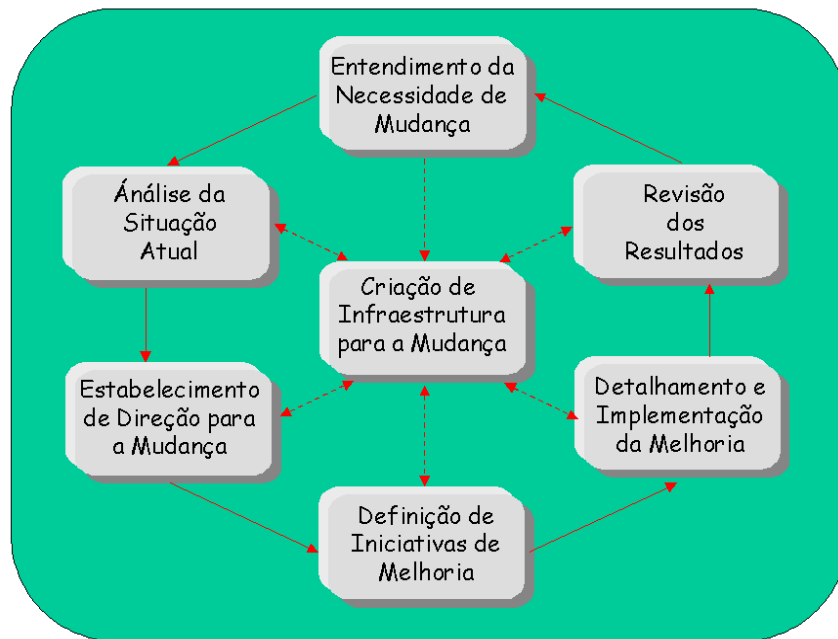 Entendimento da
Necessidade de
Mudança
Ánálise da
Situação
Atual
Revisão
dos
Resultados
Criação de
Infraestrutura
para a Mudança
Estabelecimento
de Direção para
a Mudança
Detalhamento e
Implementação
da Melhoria
Definição de
Iniciativas de
Melhoria